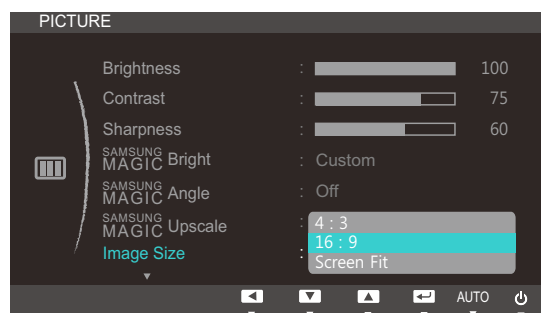 PICTURE
Brightness : 100
Contrast : 75
Sharpness : 60
SAMSUNG MAGIC Bright : Custom
SAMSUNG MAGIC Angle : Off
SAMSUNG MAGIC Upscale : 4 : 3
16 : 9
Image Size :
Screen Fit
AUTO